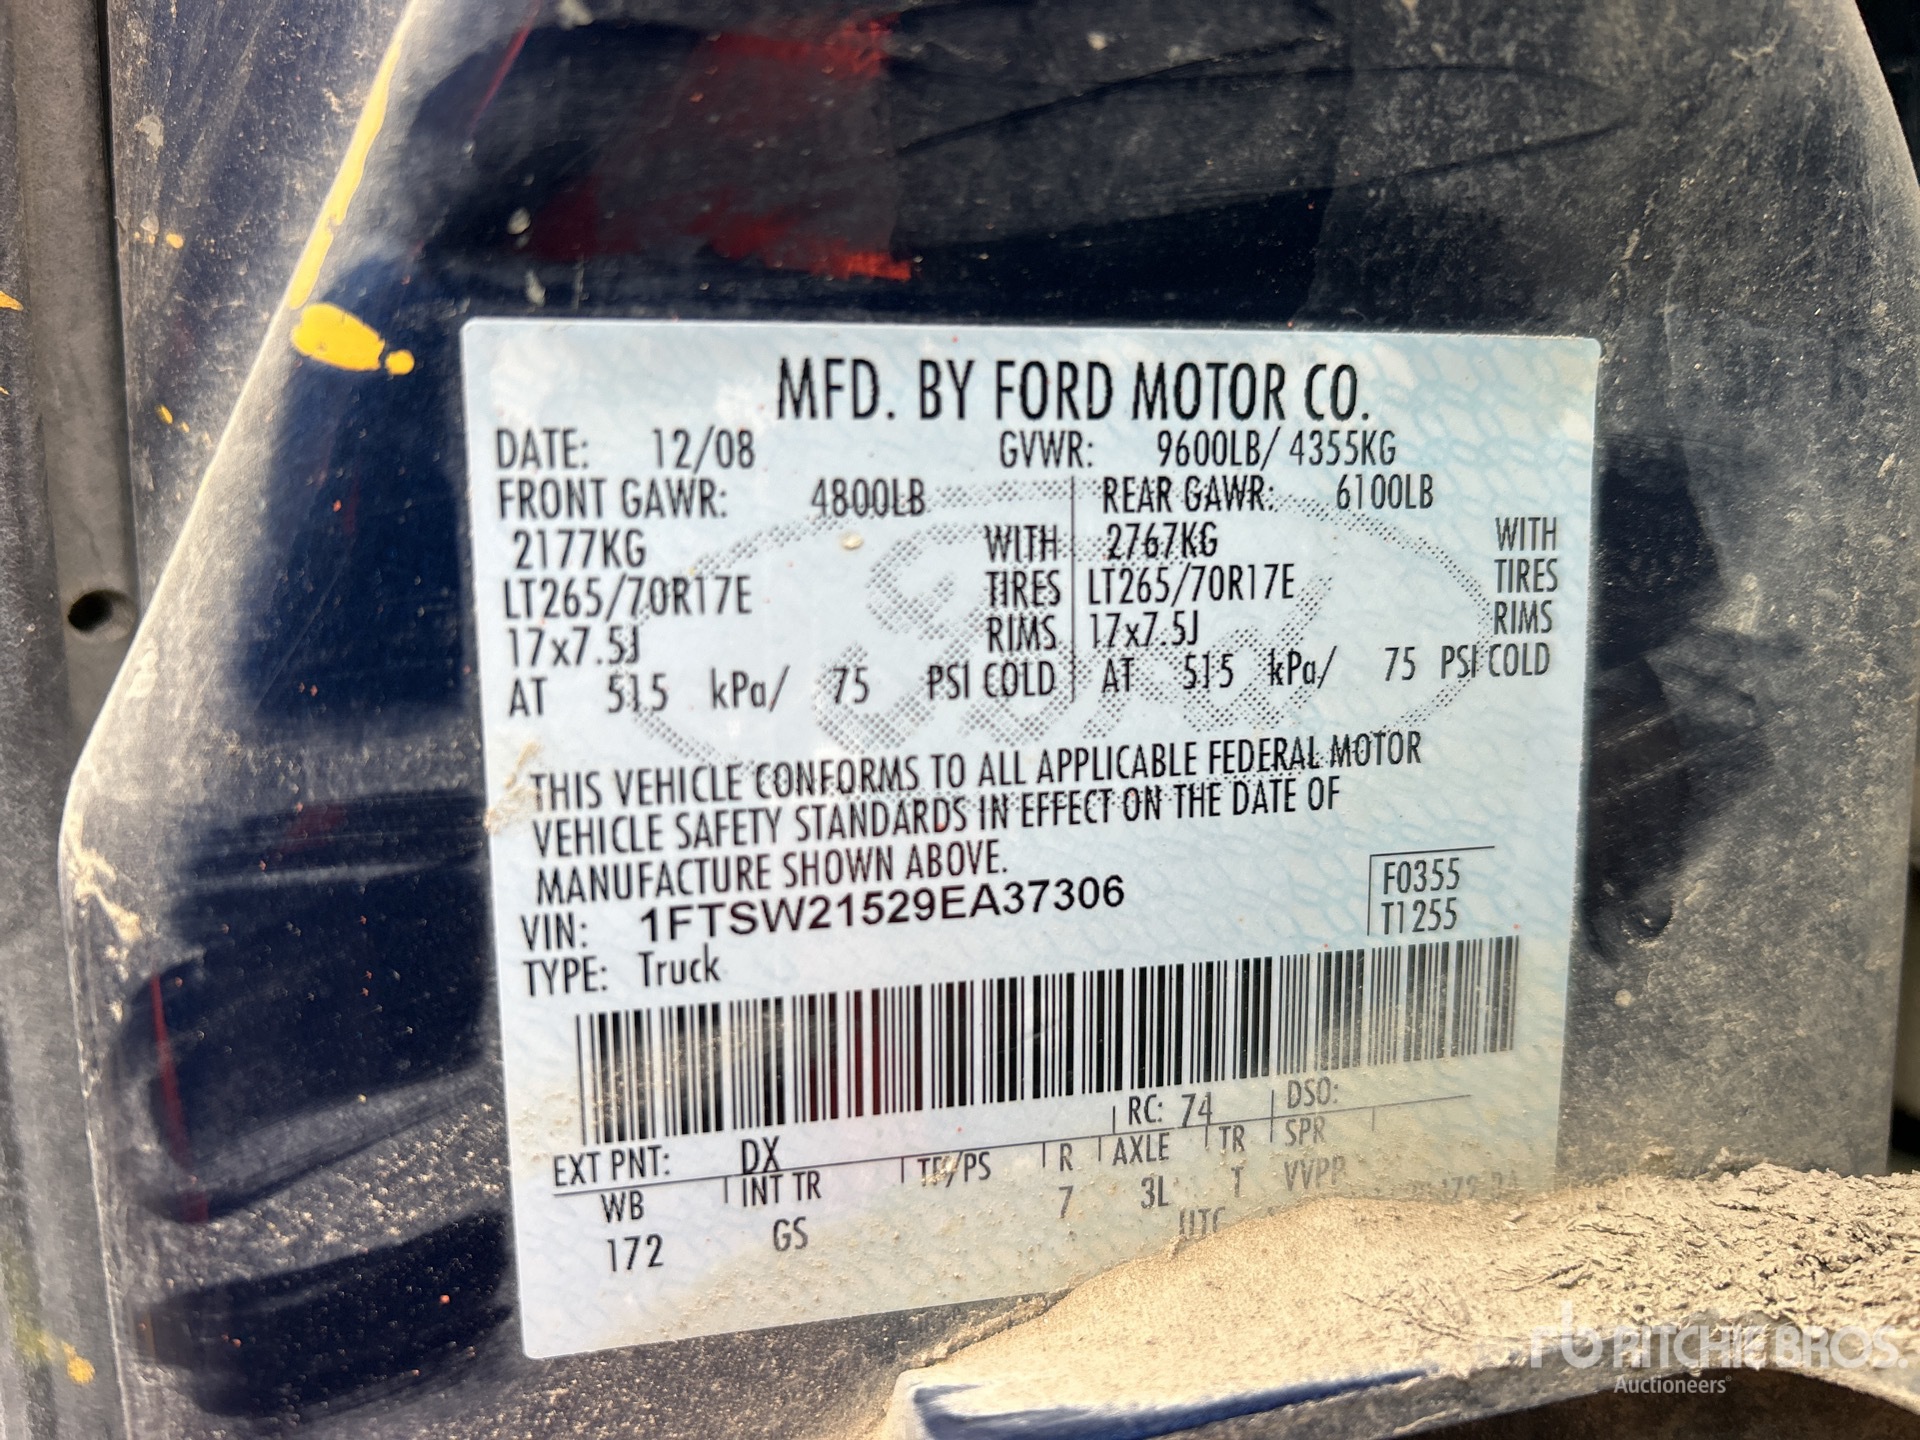 MFD. BY FORD MOTOR CO.
DATE: 12/08 GVWR: 9600LB/ 4355KG
FRONT GAWR: 4800LB REAR GAWR: 6100LB
2177KG WITH 2767KG WITH
LT265/70R17E TIRES LT265/70R17E TIRES
17x7.5J RIMS 17x7.5J RIMS
AT 515 kPa/ 75 PSI COLD AT 515 kPa/ 75 PSI COLD
THIS VEHICLE CONFORMS TO ALL APPLICABLE FEDERAL MOTOR
VEHICLE SAFETY STANDARDS IN EFFECT ON THE DATE OF
MANUFACTURE SHOWN ABOVE.
VIN: 1FTSW21529EA37306 F0355
TYPE: Truck T1255
EXT PNT: DX RC: 74 DSO:
WB INT TR TP/PS R AXLE TR SPR
172 GS 7 3L T VVPP
UTC
rb RITCHIE BROS.
Auctioneers